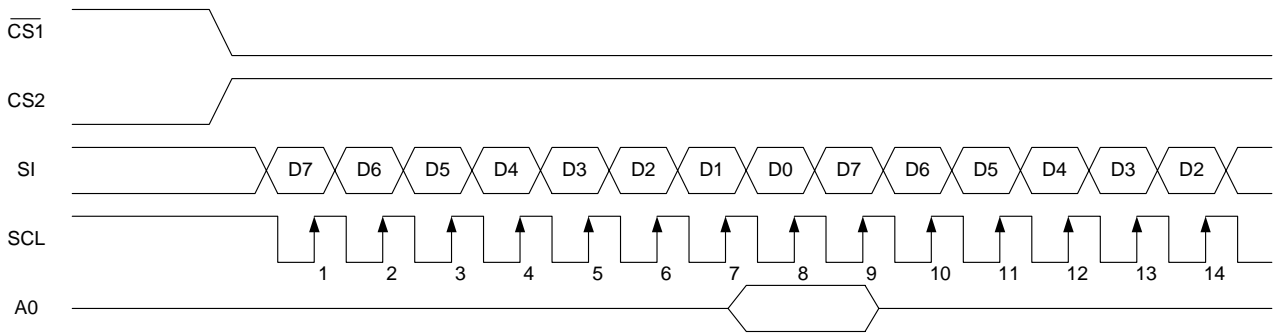 CS1
CS2
SI D7 D6 D5 D4 D3 D2 D1 D0 D7 D6 D5 D4 D3 D2
SCL
1 2 3 4 5 6 7 8 9 10 11 12 13 14
A0